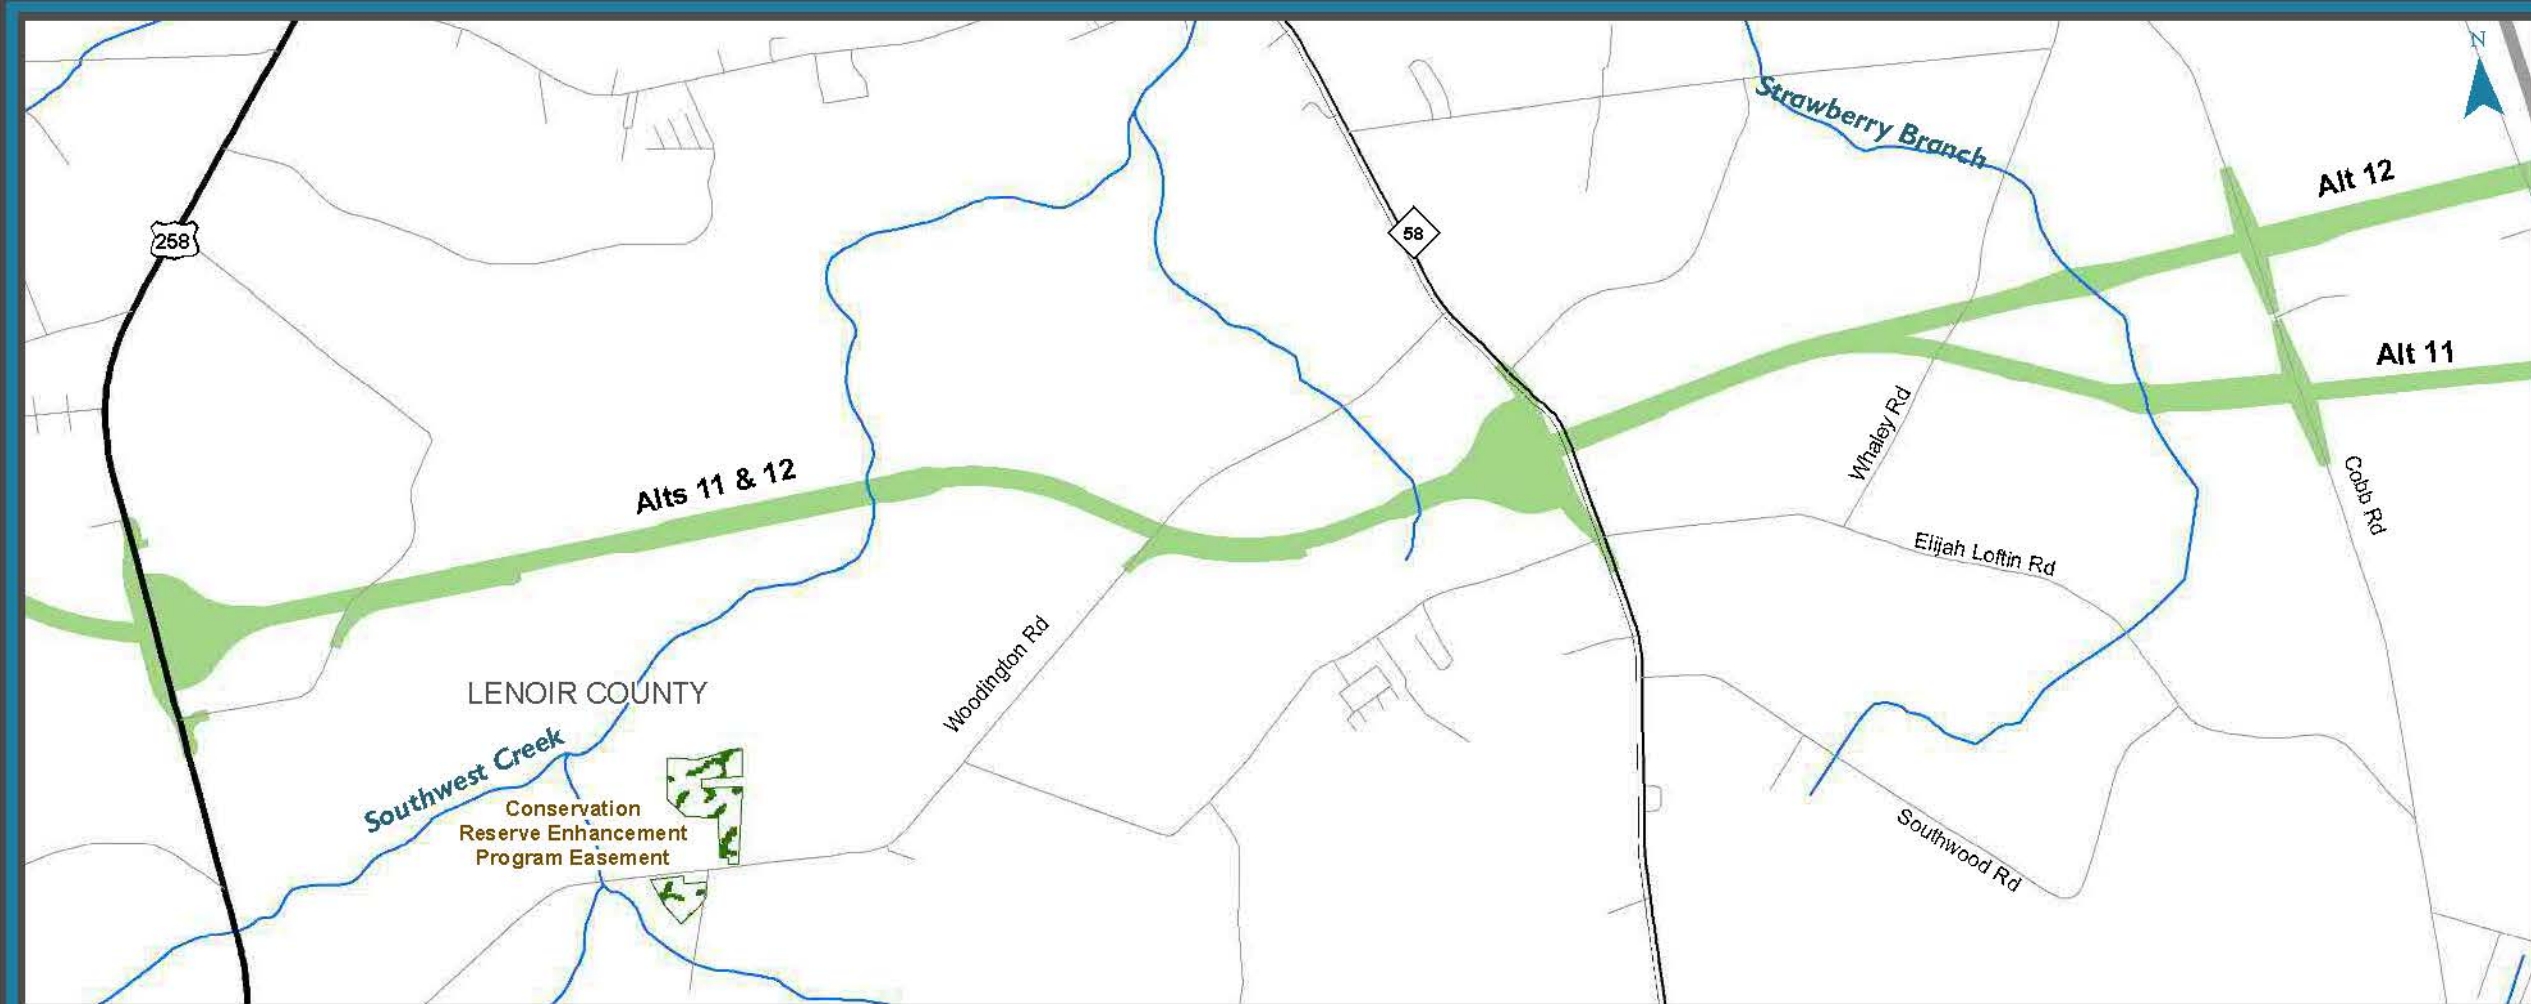 N
Strawberry Branch
Alt 12
258
58
Alt 11
Whaley Rd
Alts 11 & 12
Cobb Rd
Elijah Loftin Rd
Woodington Rd
LENOIR COUNTY
Southwest Creek
Conservation
Reserve Enhancement
Program Easement
Southwood Rd